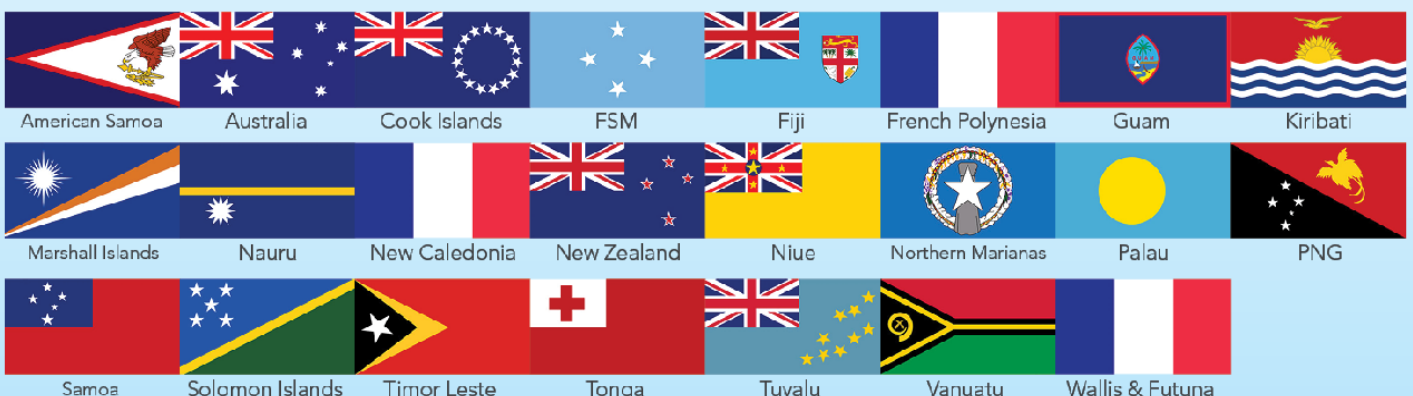 American Samoa Australia Cook Islands FSM Fiji French Polynesia Guam Kiribati
Marshall Islands Nauru New Caledonia New Zealand Niue Northern Marianas Palau PNG
Samoa Solomon Islands Timor Leste Tonga Tuvalu Vanuatu Wallis & Futuna